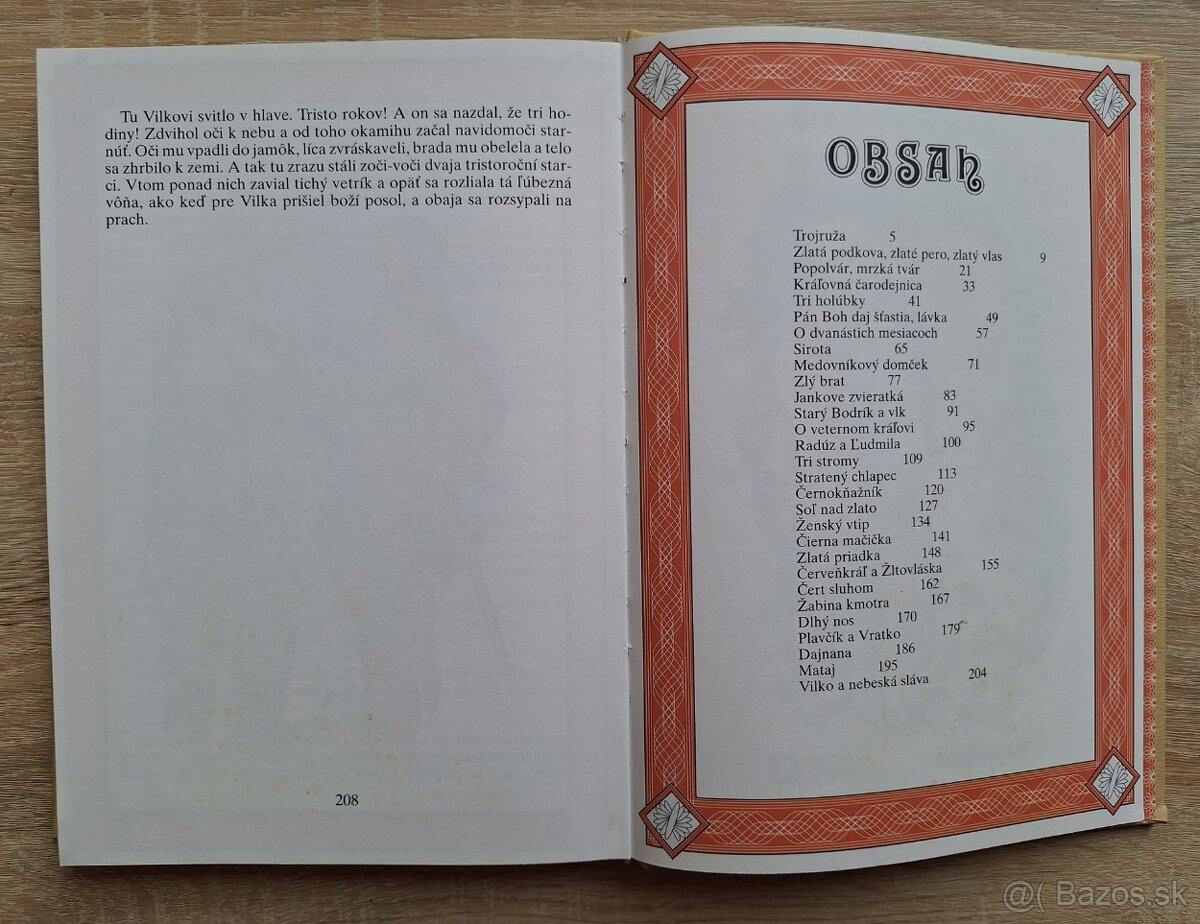 Tu Vilkovi svitlo v hlave. Tristo rokov! A on sa nazdal, že tri ho-
diny! Zdvihol oči k nebu a od toho okamihu začal navidomoči star-
núť. Oči mu vpadli do jamôk, líca zvráskaveli, brada mu obelela a telo
sa zhrbilo k zemi. A tak tu zrazu stáli zoči-voči dvaja tristoroční star-
ci. Vtom ponad nich zavial tichý vetrík a opäť sa rozliala tá ľúbezná
vôňa, ako keď pre Vilka prišiel boží posol, a obaja sa rozsypali na
prach.
208
OBSAH
Trojruža 5
Zlatá podkova, zlaté pero, zlatý vlas 9
Popolvár, mrzká tvár 21
Kráľovná čarodejnica 33
Tri holúbky 41
Pán Boh daj šťastia, lávka 49
O dvanástich mesiacoch 57
Sirota 65
Medovníkový domček 71
Zlý brat 77
Jankove zvieratká 83
Starý Bodrík a vlk 91
O veternom kráľovi 95
Radúz a Ľudmila 100
Tri stromy 109
Stratený chlapec 113
Černokňažník 120
Soľ nad zlato 127
Ženský vtip 134
Čierna mačička 141
Zlatá priadka 148
Červeňkráľ a Žltovláska 155
Čert sluhom 162
Žabina kmotra 167
Dlhý nos 170
Plavčík a Vratko 179
Dajnana 186
Mataj 195
Vilko a nebeská sláva 204
@( Bazos.sk